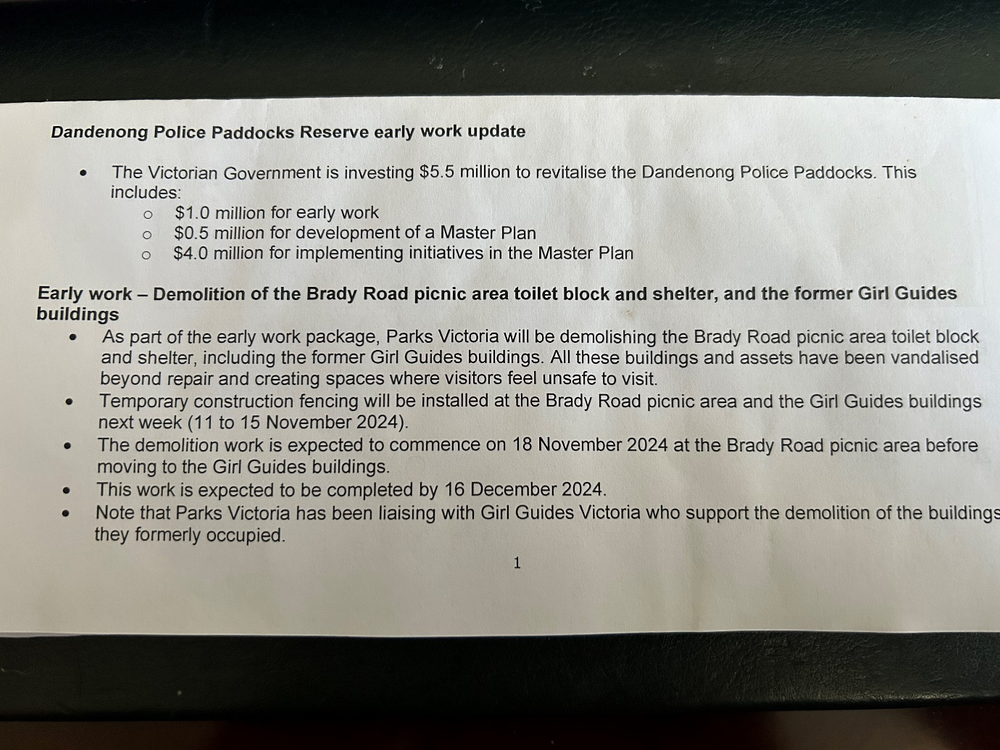 Dandenong Police Paddocks Reserve early work update
• The Victorian Government is investing $5.5 million to revitalise the Dandenong Police Paddocks. This
includes:
o $1.0 million for early work
o $0.5 million for development of a Master Plan
o $4.0 million for implementing initiatives in the Master Plan
Early work – Demolition of the Brady Road picnic area toilet block and shelter, and the former Girl Guides
buildings
• As part of the early work package, Parks Victoria will be demolishing the Brady Road picnic area toilet block
and shelter, including the former Girl Guides buildings. All these buildings and assets have been vandalised
beyond repair and creating spaces where visitors feel unsafe to visit.
• Temporary construction fencing will be installed at the Brady Road picnic area and the Girl Guides buildings
next week (11 to 15 November 2024).
• The demolition work is expected to commence on 18 November 2024 at the Brady Road picnic area before
moving to the Girl Guides buildings.
• This work is expected to be completed by 16 December 2024.
• Note that Parks Victoria has been liaising with Girl Guides Victoria who support the demolition of the buildings
they formerly occupied.
1